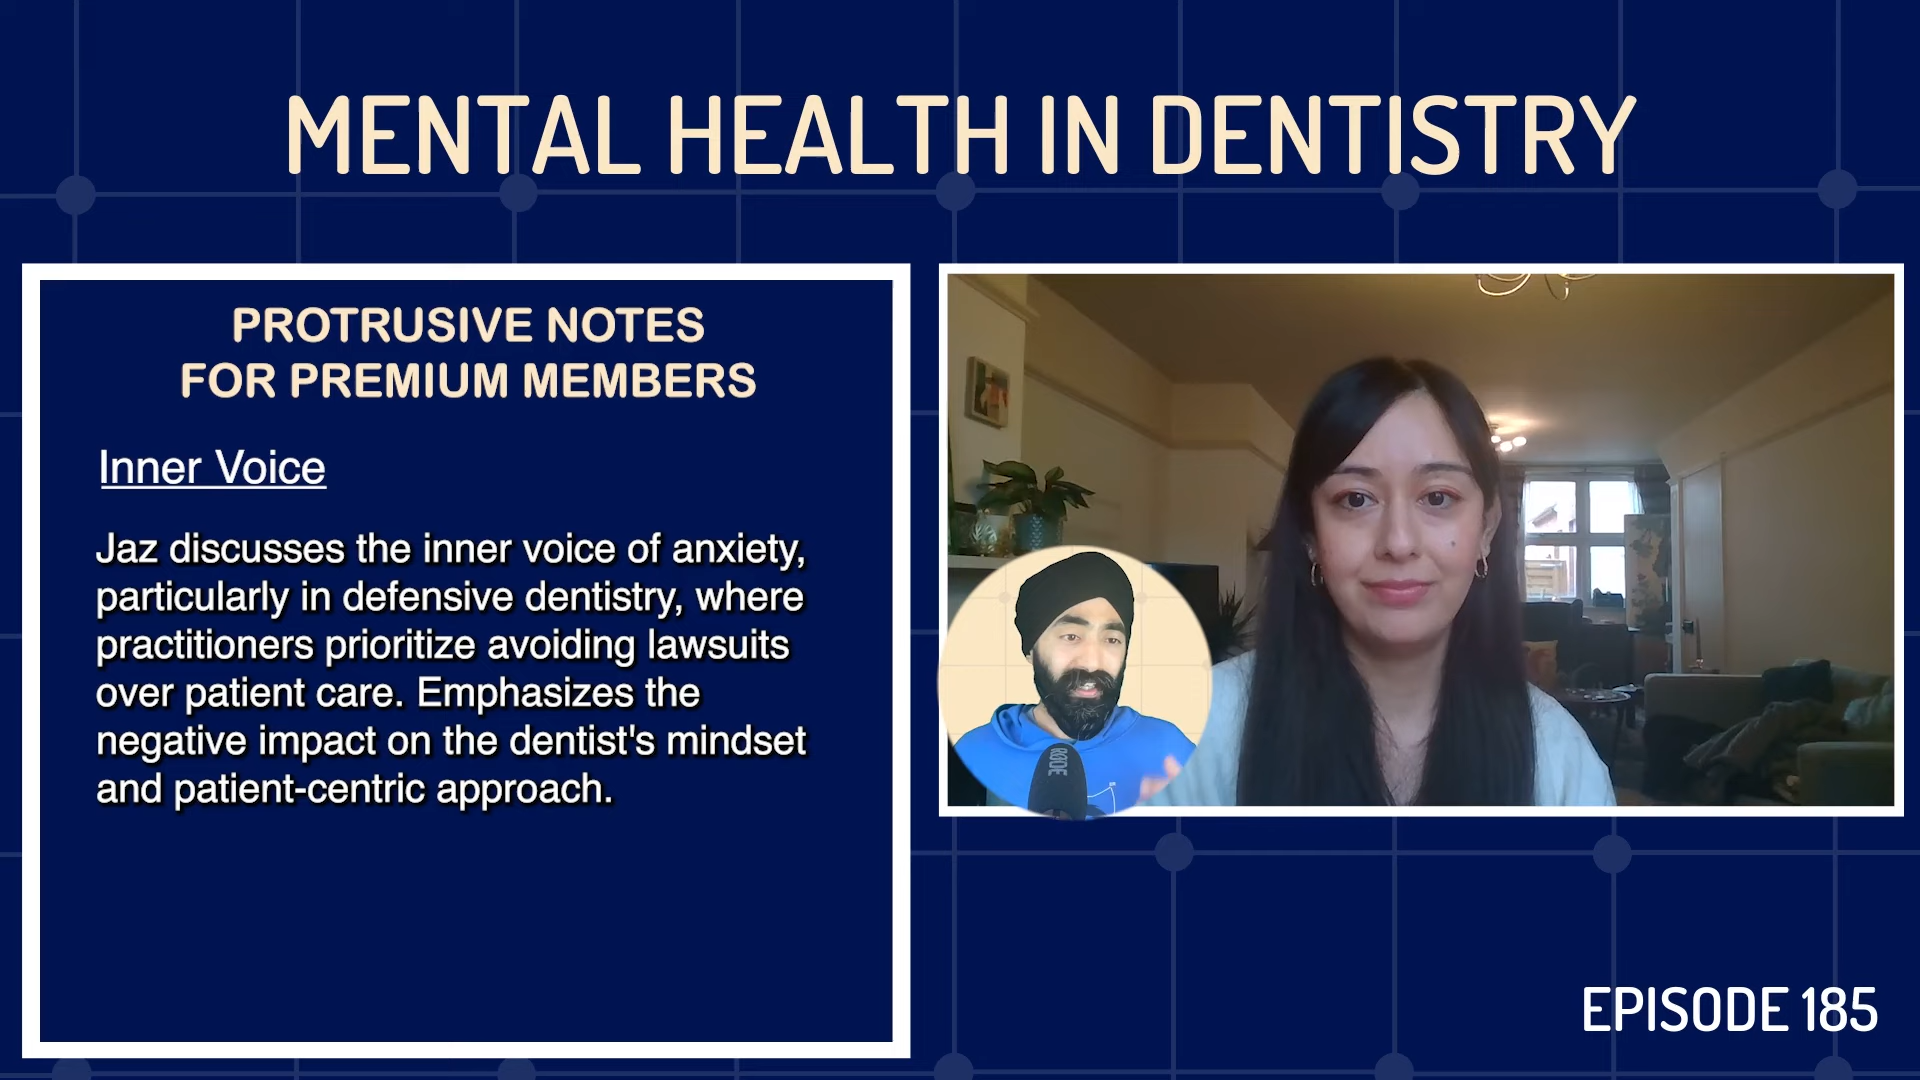 MENTAL HEALTH IN DENTISTRY
PROTRUSIVE NOTES
FOR PREMIUM MEMBERS
Inner Voice
Jaz discusses the inner voice of anxiety,
particularly in defensive dentistry, where
practitioners prioritize avoiding lawsuits
over patient care. Emphasizes the
negative impact on the dentist's mindset
and patient-centric approach.
RØDE
EPISODE 185